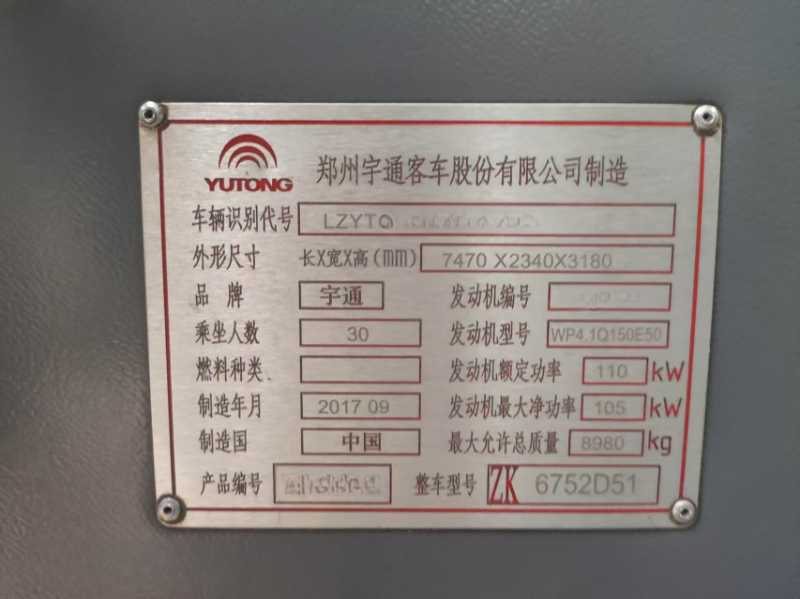 YUTONG
郑州宇通客车股份有限公司制造
车辆识别代号 LZYTQ
外形尺寸 长X宽X高(mm) 7470 X2340X3180
品牌 宇通 发动机编号
乘坐人数 30 发动机型号 WP4.1Q150E50
燃料种类 发动机额定功率 110 kW
制造年月 2017 09 发动机最大净功率 105 kW
制造国 中国 最大允许总质量 8980 kg
产品编号 整车型号 ZK 6752D51